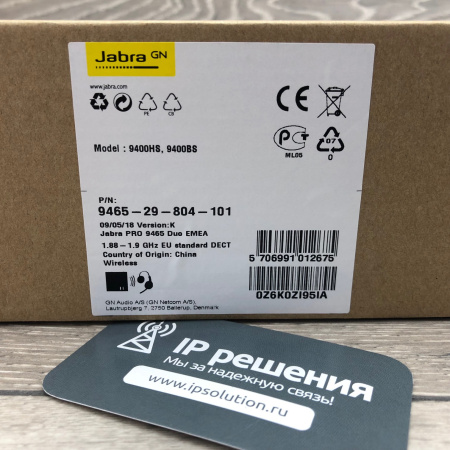 Jabra GN
www.jabra.com
PE
CB
Model : 9400HS, 9400BS
CE
PCT
ML05
07
0
P/N:
9465-29-804-101
09/05/18 Version:K
Jabra PRO 9465 Duo EMEA
1.88-1.9 GHz EU standard DECT
Country of Origin: China
Wireless
5 706991 012675
0Z6K0ZI95IA
GN Audio A/S (GN Netcom A/S),
Lautrupbjerg 7, 2750 Ballerup, Denmark
IP решения
Мы за надежную связь!
www.ipsolution.ru